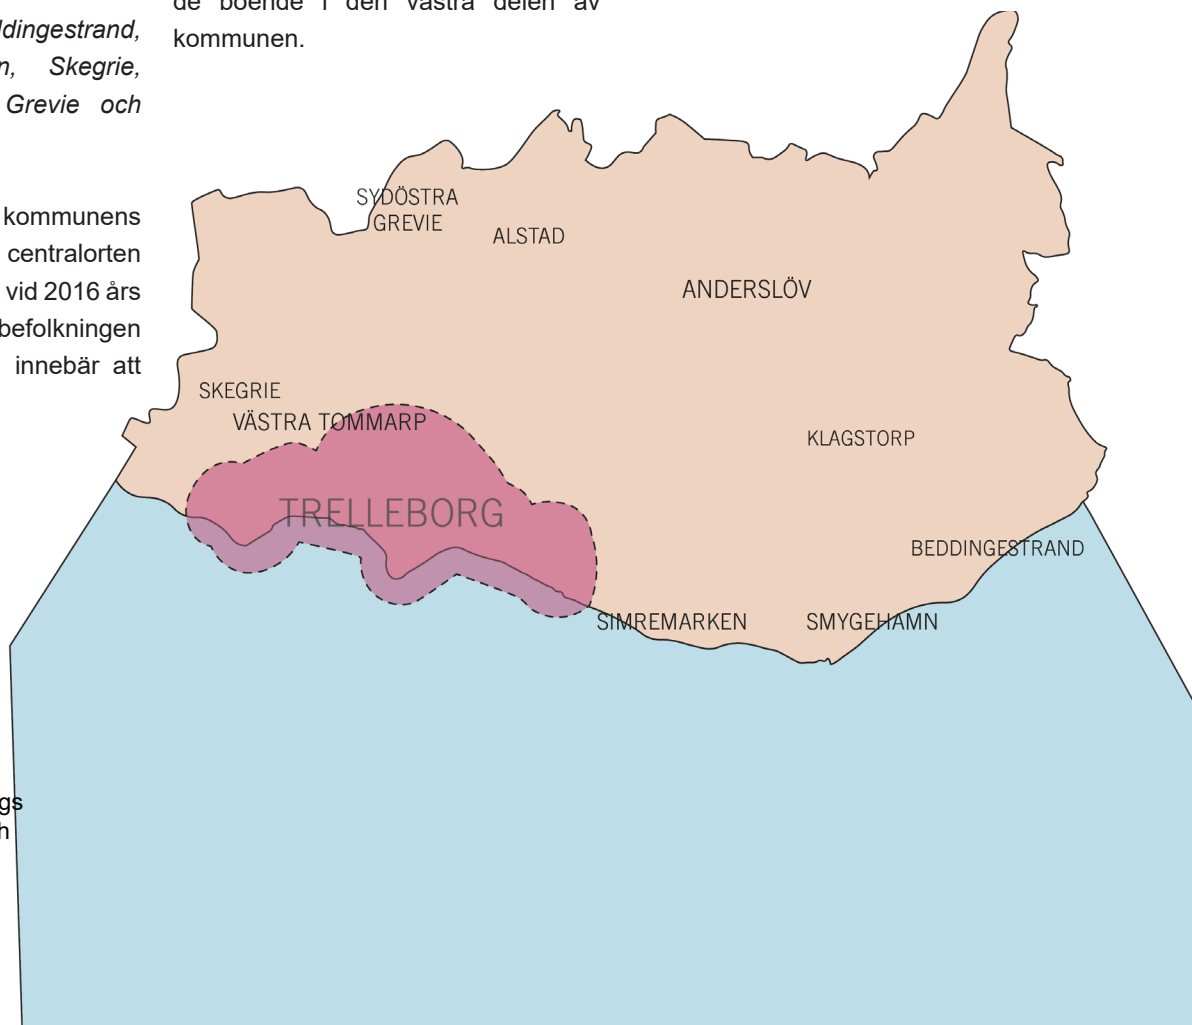 ddingestrand,
n, Skegrie,
Grevie och
kommunens
centralorten
vid 2016 års
befolkningen
innebär att
gs
h
de boende i den västra delen av
kommunen.
SYDÖSTRA
GREVIE
ALSTAD
ANDERSLÖV
SKEGRIE
VÄSTRA TOMMARP
KLAGSTORP
TRELLEBORG
BEDDINGESTRAND
SIMREMARKEN
SMYGEHAMN